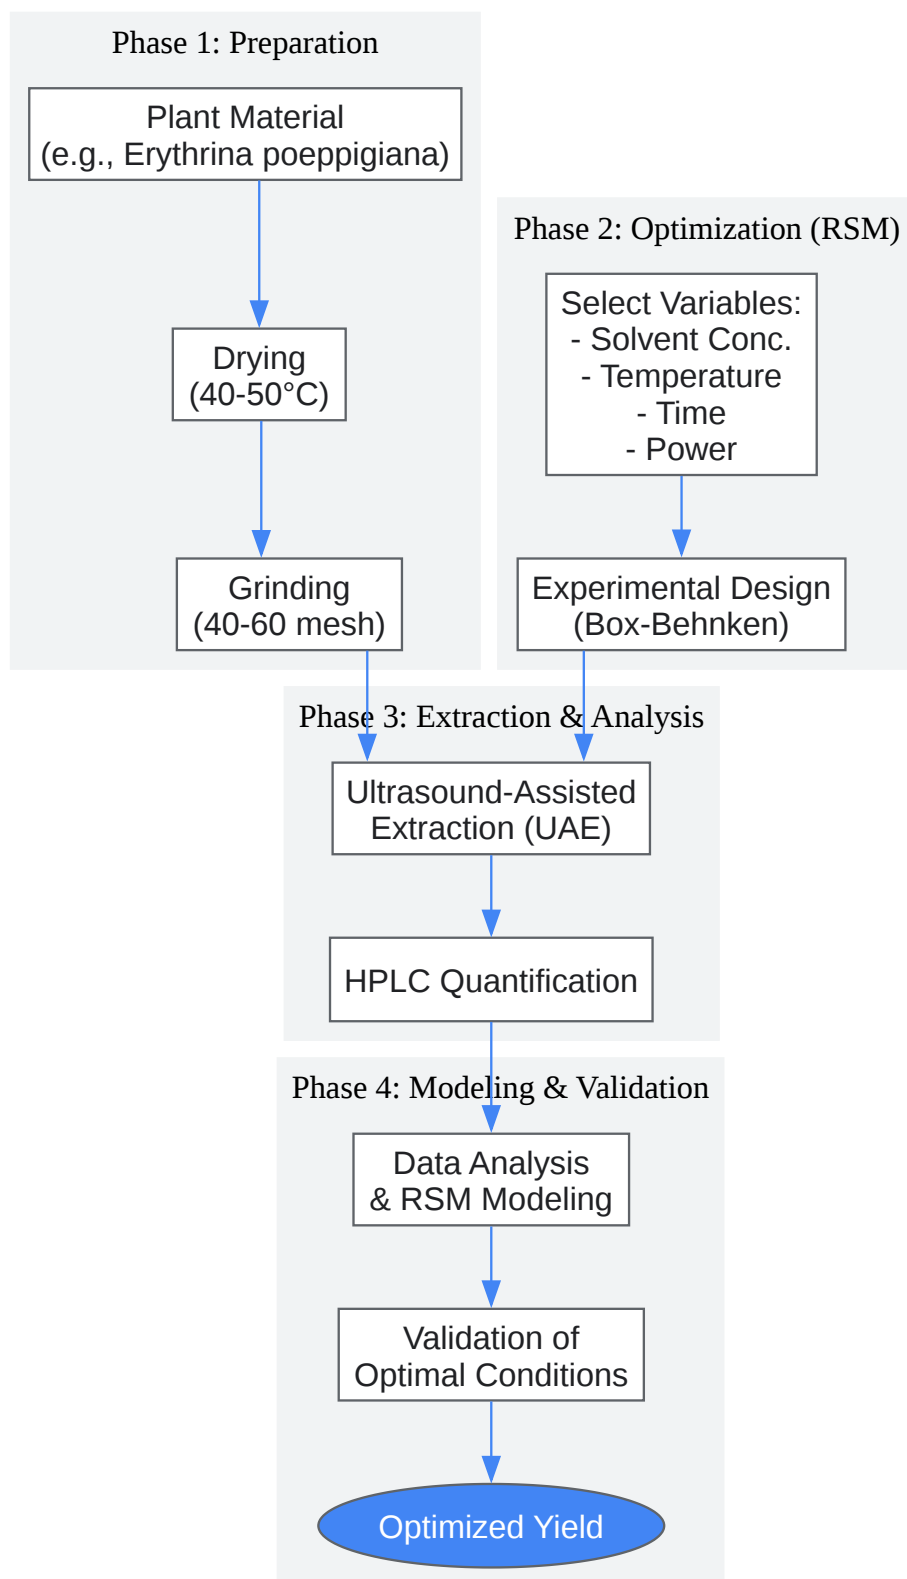 Phase 1: Preparation
Plant Material
(e.g., Erythrina poeppigiana)
Drying
(40-50°C)
Grinding
(40-60 mesh)
Phase 2: Optimization (RSM)
Select Variables:
- Solvent Conc.
- Temperature
- Time
- Power
Experimental Design
(Box-Behnken)
Phase 3: Extraction & Analysis
Ultrasound-Assisted
Extraction (UAE)
HPLC Quantification
Phase 4: Modeling & Validation
Data Analysis
& RSM Modeling
Validation of
Optimal Conditions
Optimized Yield